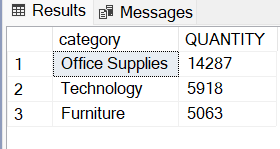 Results Messages
category QUANTITY
1 Office Supplies 14287
2 Technology 5918
3 Furniture 5063